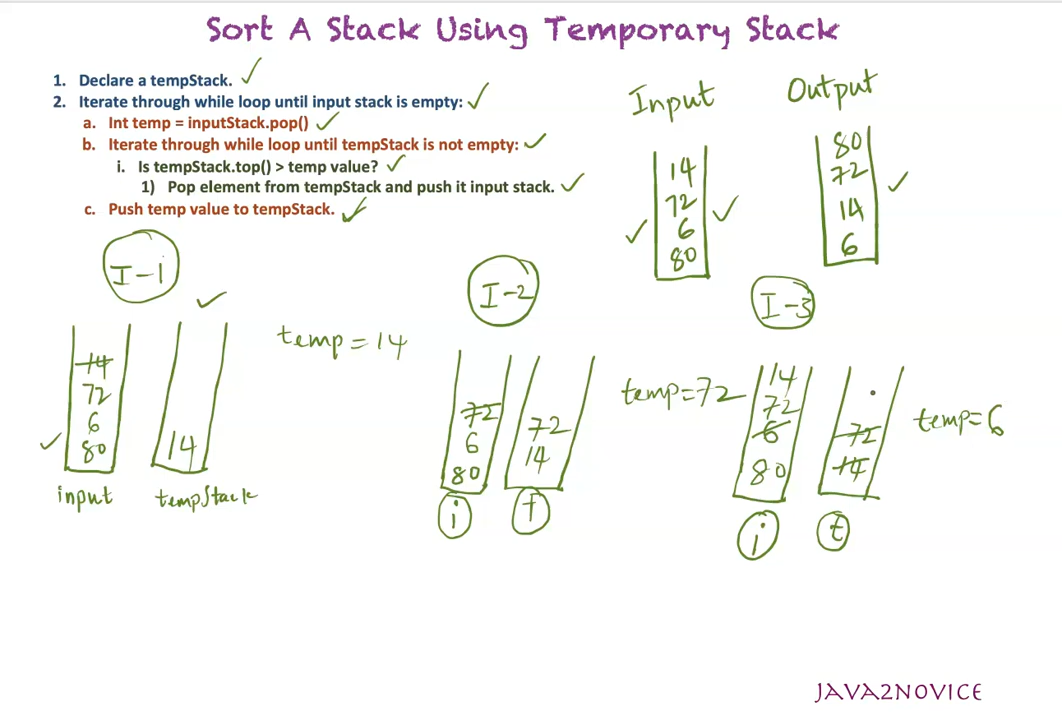 Sort A Stack Using Temporary Stack
1. Declare a tempStack.
2. Iterate through while loop until input stack is empty:
a. Int temp = inputStack.pop()
b. Iterate through while loop until tempStack is not empty:
i. Is tempStack.top() > temp value?
1) Pop element from tempStack and push it input stack.
c. Push temp value to tempStack.
Input
14
72
6
80
Output
80
72
14
6
I-1
14
72
6
80
input
14
tempStack
temp = 14
I-2
72
6
80
i
72
14
t
temp=72
I-3
14
72
6
80
i
72
14
t
temp=6
JAVA2NOVICE